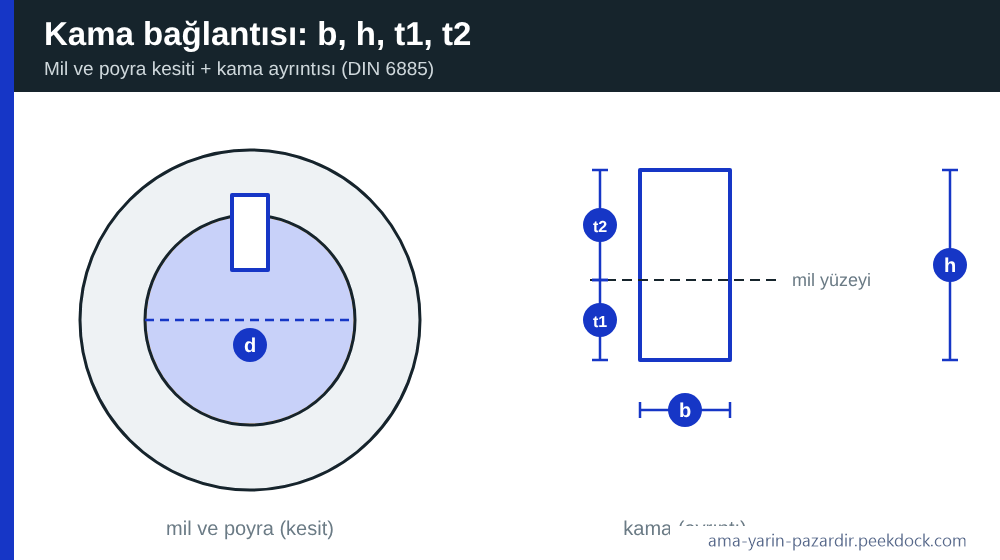 Kama bağlantısı: b, h, t1, t2
Mil ve poyra kesiti + kama ayrıntısı (DIN 6885)
t2
h
mil yüzeyi
t1
d
b
mil ve poyra (kesit)
kama
ama-yarin-pazardir.peekdock.com